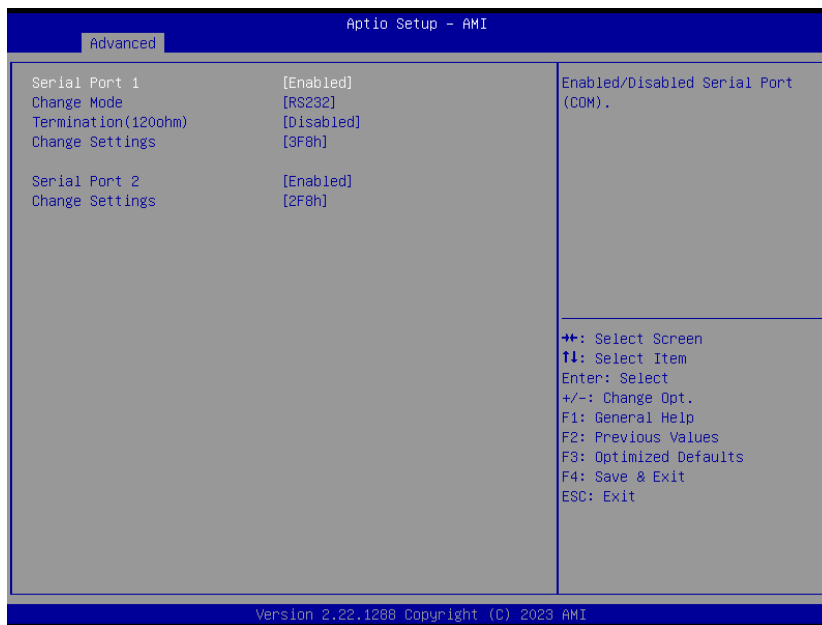 Aptio Setup – AMI
Advanced
Serial Port 1 [Enabled]
Change Mode [RS232]
Termination(120ohm) [Disabled]
Change Settings [3F8h]
Serial Port 2 [Enabled]
Change Settings [2F8h]
Enabled/Disabled Serial Port
(COM).
→←: Select Screen
↑↓: Select Item
Enter: Select
+/-: Change Opt.
F1: General Help
F2: Previous Values
F3: Optimized Defaults
F4: Save & Exit
ESC: Exit
Version 2.22.1288 Copyright (C) 2023 AMI